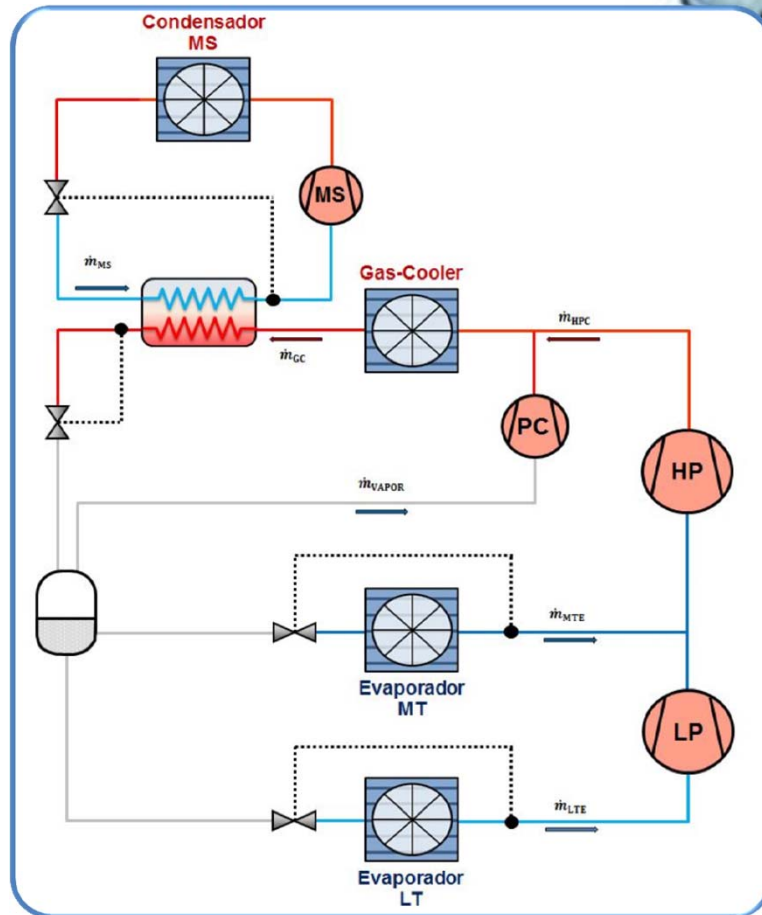 Condensador
MS
MS
ṁMS
Gas-Cooler
ṁHPC
ṁGC
PC
HP
ṁVAPOR
ṁMTE
Evaporador
MT
LP
ṁLTE
Evaporador
LT